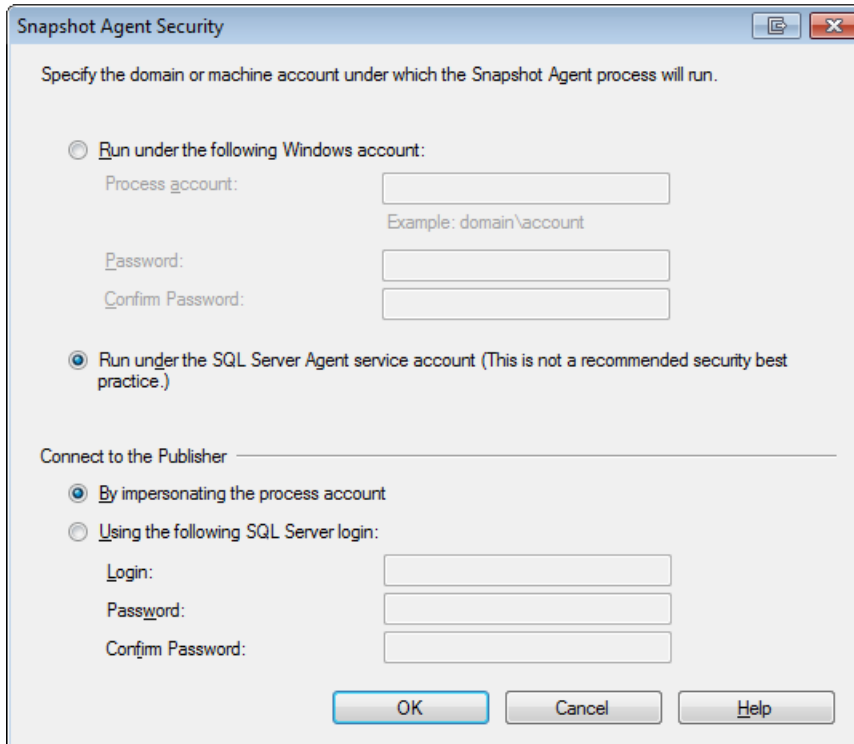 Snapshot Agent Security
Specify the domain or machine account under which the Snapshot Agent process will run.
Run under the following Windows account:
Process account:
Example: domain\account
Password:
Confirm Password:
Run under the SQL Server Agent service account (This is not a recommended security best
practice.)
Connect to the Publisher
By impersonating the process account
Using the following SQL Server login:
Login:
Password:
Confirm Password:
OK Cancel Help